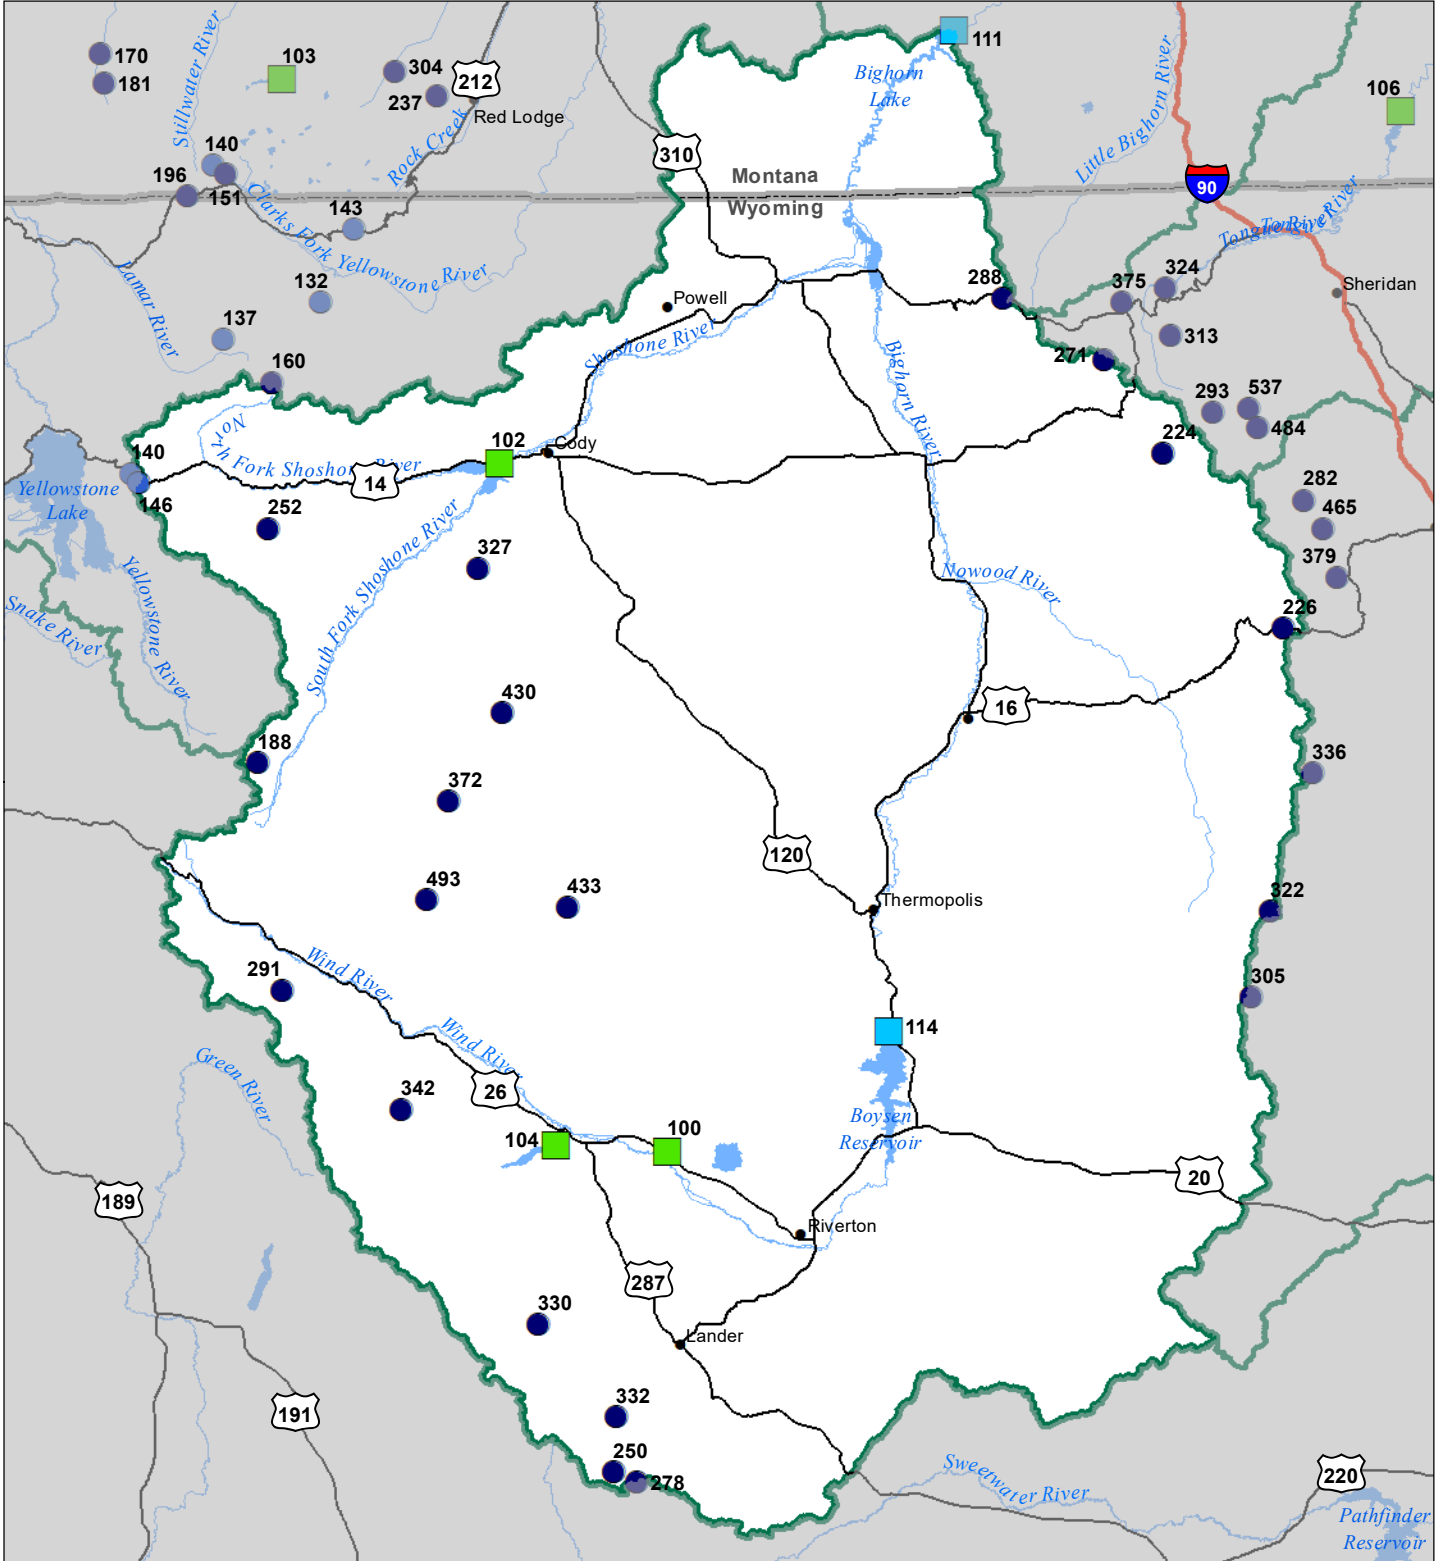 170
181
Stillwater River
103
304
237
212
Red Lodge
Rock Creek
111
Bighorn
Lake
Little Bighorn River
106
140
196
151
143
Clarks Fork Yellowstone River
310
Montana
Wyoming
90
Tongue River
Tongue River
Lamar River
132
137
160
Powell
Shoshone River
288
375
324
Sheridan
313
271
Bighorn River
293
537
484
224
140
146
North Fork Shoshone River
14
102
Cody
Yellowstone
Lake
252
327
282
465
379
226
Yellowstone River
Snake River
South Fork Shoshone River
Nowood River
430
16
188
372
336
120
493
433
Thermopolis
322
291
Wind River
305
114
Wind River
Green River
342
26
Boysen
Reservoir
104
100
20
189
Riverton
287
330
Lander
191
332
250
278
Sweetwater River
220
Pathfinder
Reservoir